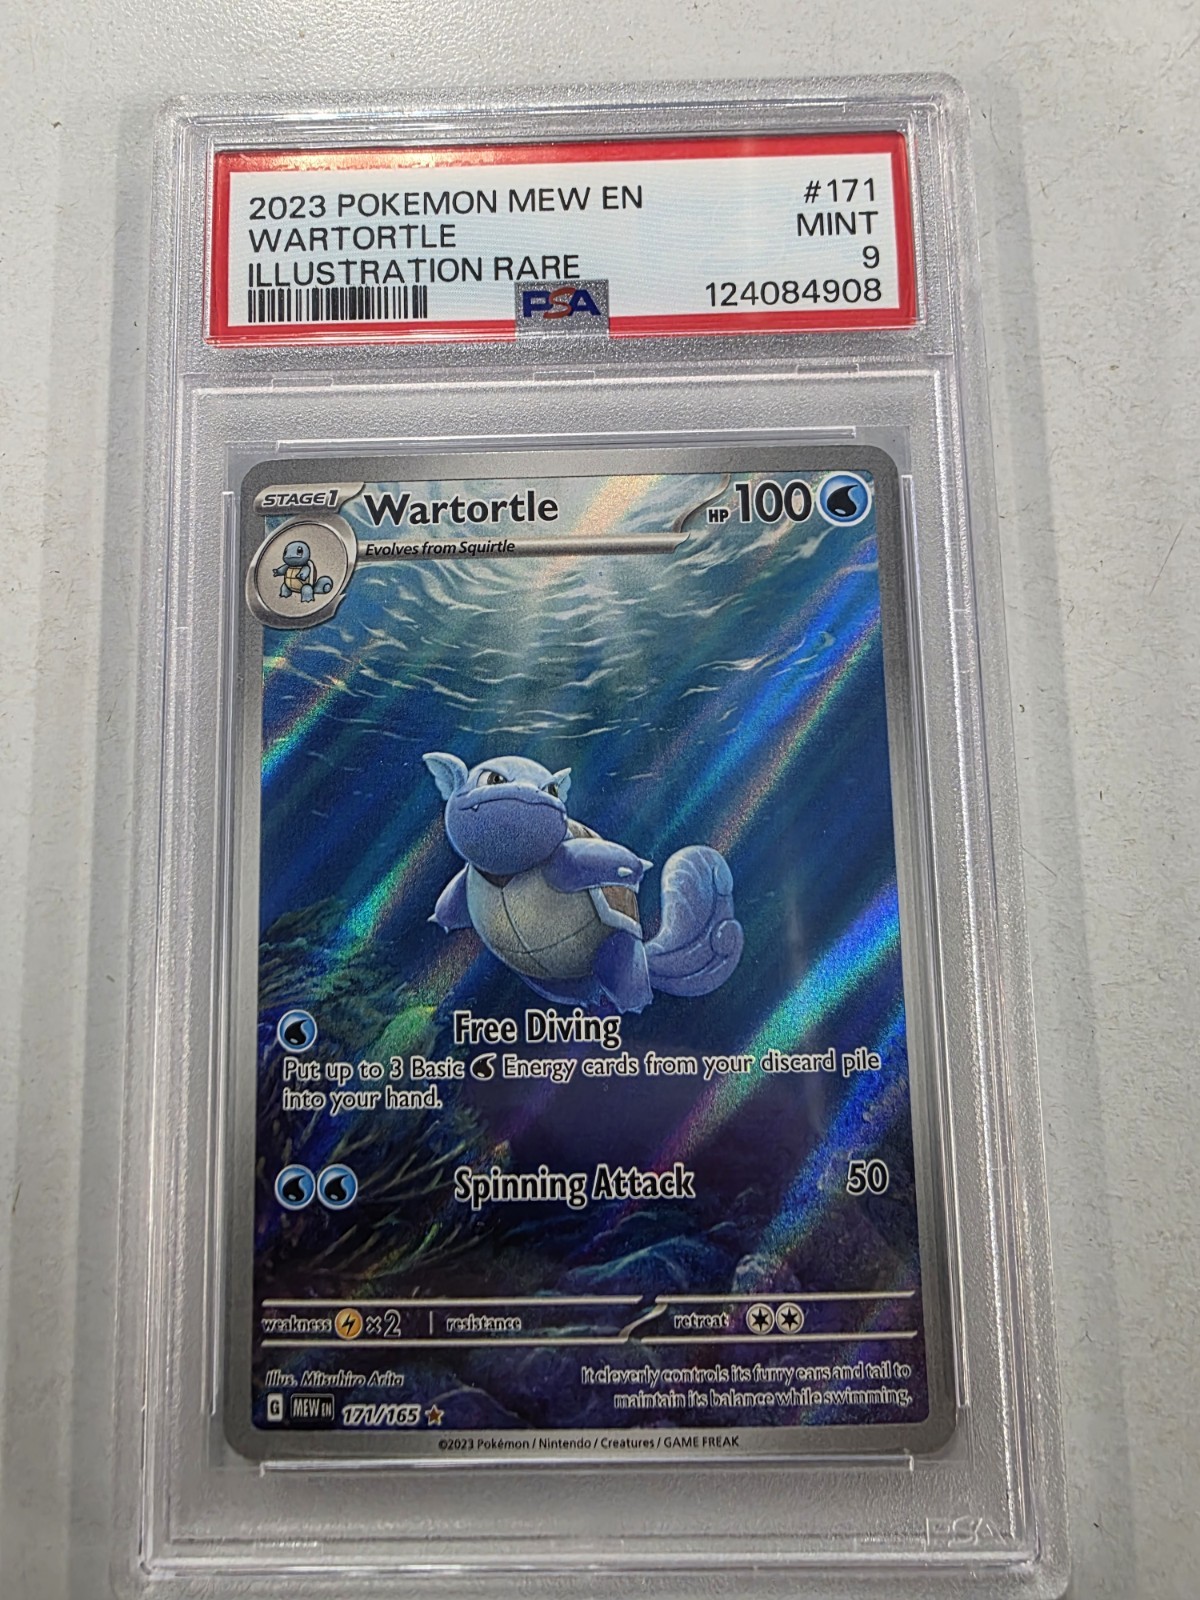 2023 POKEMON MEW EN #171
WARTORTLE MINT
ILLUSTRATION RARE 9
PSA 124084908
STAGE1 Wartortle HP 100
Evolves from Squirtle
Free Diving
Put up to 3 Basic Energy cards from your discard pile
into your hand.
Spinning Attack 50
weakness ×2 resistance retreat
Illus. Mitsuhiro Arita
It cleverly controls its furry ears and tail to
maintain its balance while swimming.
G MEW EN 171/165
©2023 Pokémon / Nintendo / Creatures / GAME FREAK
PSA